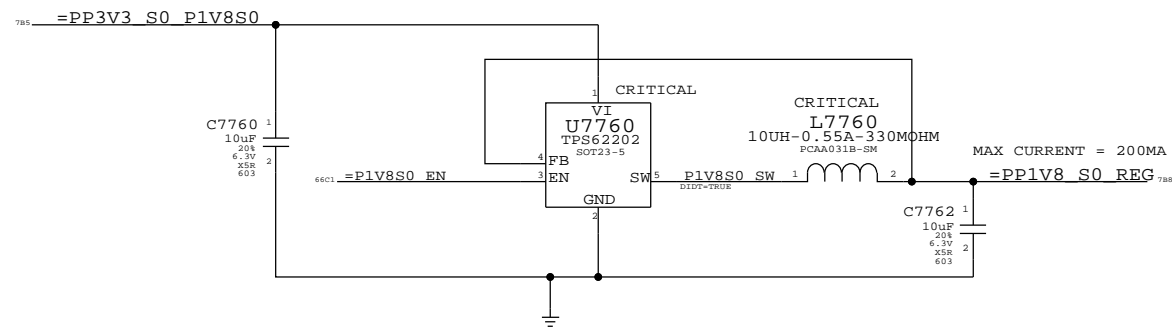 7B5 =PP3V3_S0_P1V8S0
1 CRITICAL
VI
U7760
TPS62202
SOT23-5
4 FB
66C1 =P1V8S0_EN 3 EN
SW 5 P1V8S0_SW
DIDT=TRUE
GND
2
C7760 1
10uF
20%
6.3V 2
X5R
603
CRITICAL
L7760
10UH-0.55A-330MOHM
PCAA031B-SM
1 2
MAX CURRENT = 200MA
=PP1V8_S0_REG 7B8
C7762 1
10uF
20%
6.3V 2
X5R
603